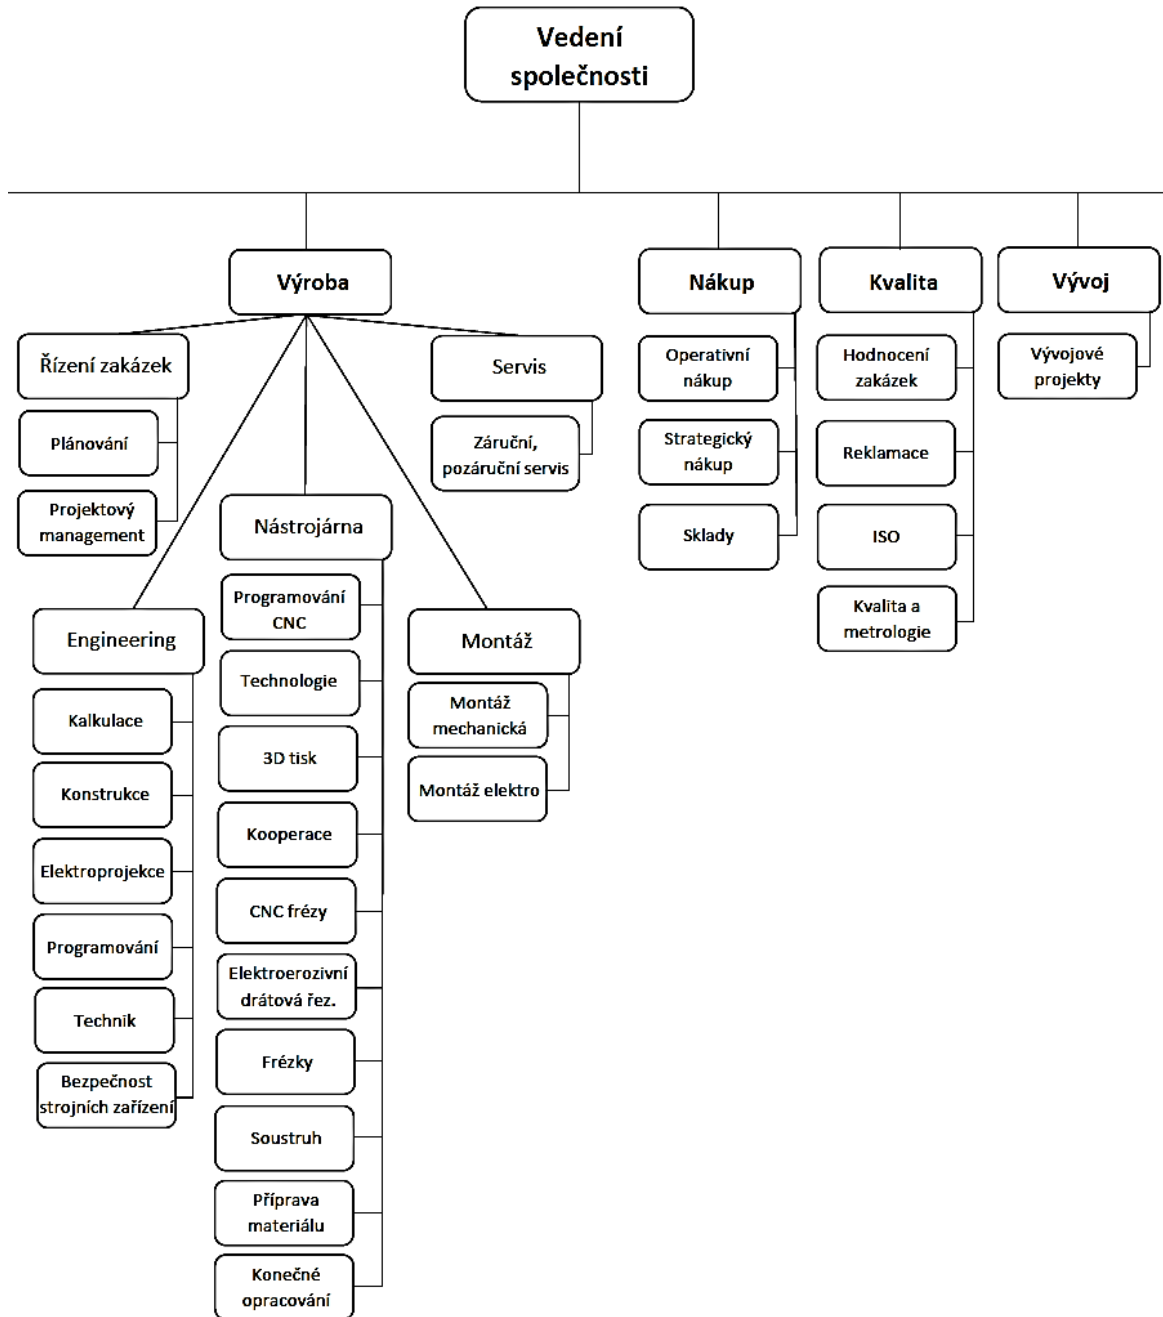 Vedení
společnosti
Výroba
Nákup
Kvalita
Vývoj
Řízení zakázek
Plánování
Projektový
management
Servis
Záruční,
pozáruční servis
Engineering
Kalkulace
Konstrukce
Elektroprojekce
Programování
Technik
Bezpečnost
strojních zařízení
Nástrojárna
Programování
CNC
Technologie
3D tisk
Kooperace
CNC frézy
Elektroerozivní
drátová řez.
Frézky
Soustruh
Příprava
materiálu
Konečné
opracování
Montáž
Montáž
mechanická
Montáž elektro
Operativní
nákup
Strategický
nákup
Sklady
Hodnocení
zakázek
Reklamace
ISO
Kvalita a
metrologie
Vývojové
projekty